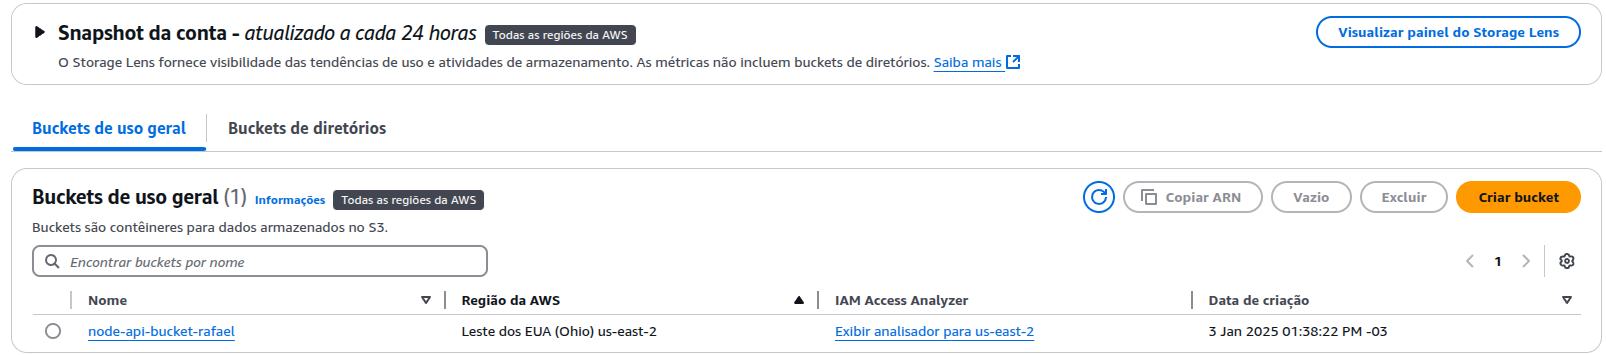 Snapshot da conta - atualizado a cada 24 horas Todas as regiões da AWS
Visualizar painel do Storage Lens
O Storage Lens fornece visibilidade das tendências de uso e atividades de armazenamento. As métricas não incluem buckets de diretórios. Saiba mais
Buckets de uso geral Buckets de diretórios
Buckets de uso geral (1) Informações Todas as regiões da AWS
Copiar ARN Vazio Excluir Criar bucket
Buckets são contêineres para dados armazenados no S3.
Encontrar buckets por nome
1
Nome Região da AWS IAM Access Analyzer Data de criação
node-api-bucket-rafael Leste dos EUA (Ohio) us-east-2 Exibir analisador para us-east-2 3 Jan 2025 01:38:22 PM -03